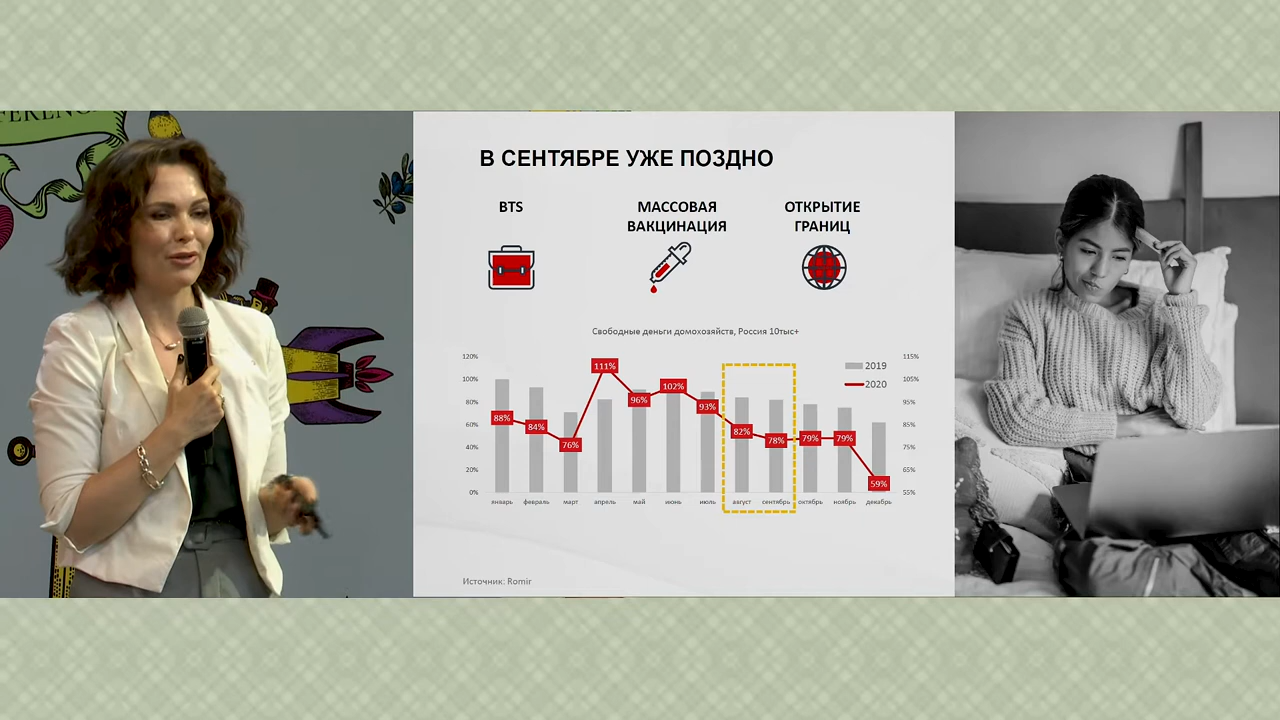 В СЕНТЯБРЕ УЖЕ ПОЗДНО
BTS
МАССОВАЯ
ВАКЦИНАЦИЯ
ОТКРЫТИЕ
ГРАНИЦ
Свободные деньги домохозяйств, Россия 10тыс+
120%
100%
80%
60%
40%
20%
0%
115%
105%
95%
85%
75%
65%
55%
2019
2020
88%
84%
76%
111%
96%
102%
93%
82%
78%
79%
79%
59%
январь
февраль
март
апрель
май
июнь
июль
август
сентябрь
октябрь
ноябрь
декабрь
Источник: Romir